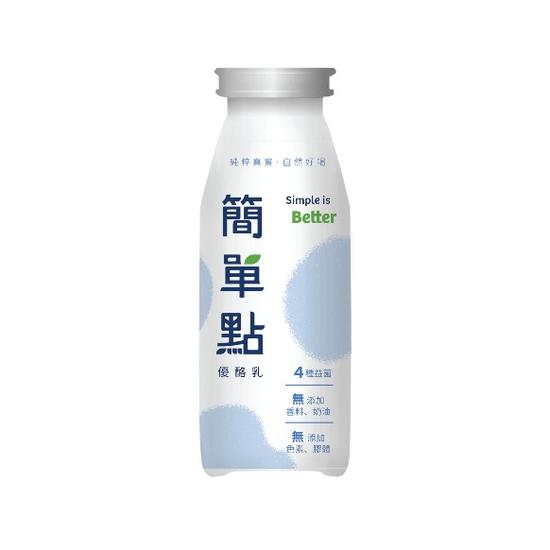 純粹真實·自然好喝
簡單點
Simple is
Better
優酪乳
4種益菌
無添加
香料、奶油
無添加
色素、膠體